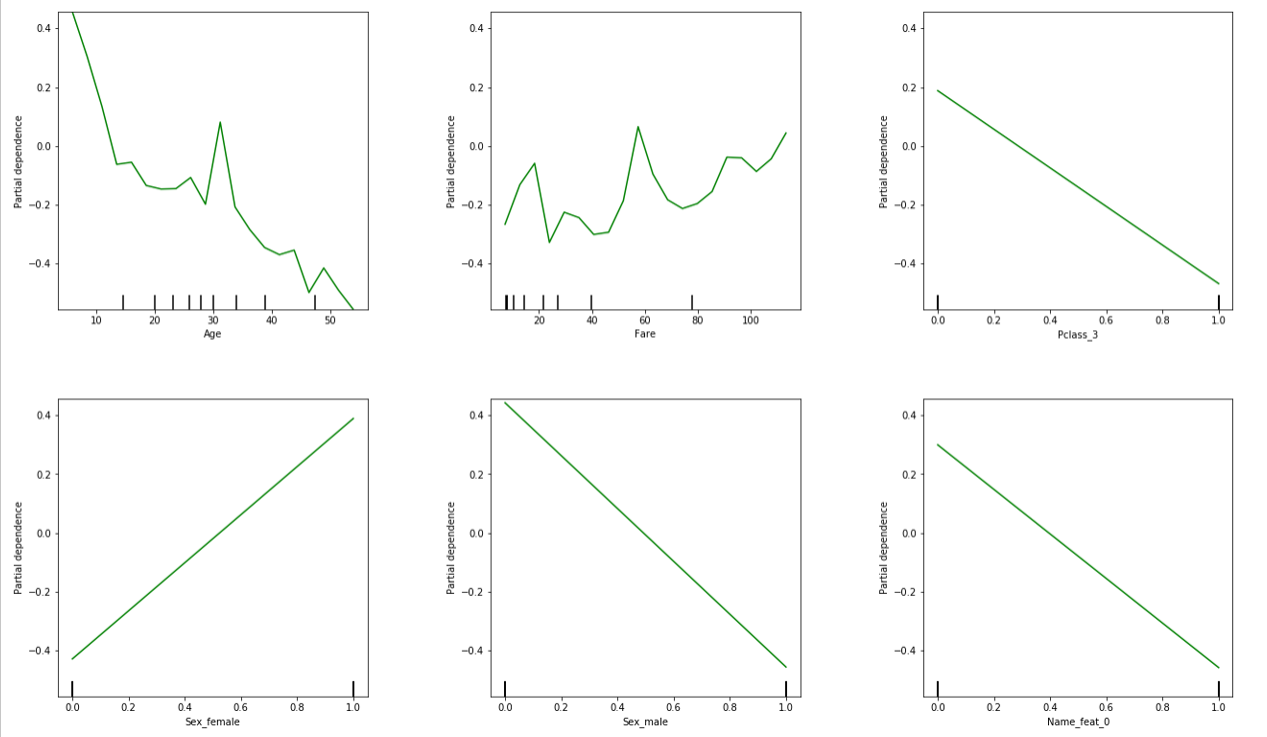 0.4
0.2
0.0
−0.2
−0.4
Partial dependence
10 20 30 40 50
Age
0.4
0.2
0.0
−0.2
−0.4
Partial dependence
20 40 60 80 100
Fare
0.4
0.2
0.0
−0.2
−0.4
Partial dependence
0.0 0.2 0.4 0.6 0.8 1.0
Pclass_3
0.4
0.2
0.0
−0.2
−0.4
Partial dependence
0.0 0.2 0.4 0.6 0.8 1.0
Sex_female
0.4
0.2
0.0
−0.2
−0.4
Partial dependence
0.0 0.2 0.4 0.6 0.8 1.0
Sex_male
0.4
0.2
0.0
−0.2
−0.4
Partial dependence
0.0 0.2 0.4 0.6 0.8 1.0
Name_feat_0